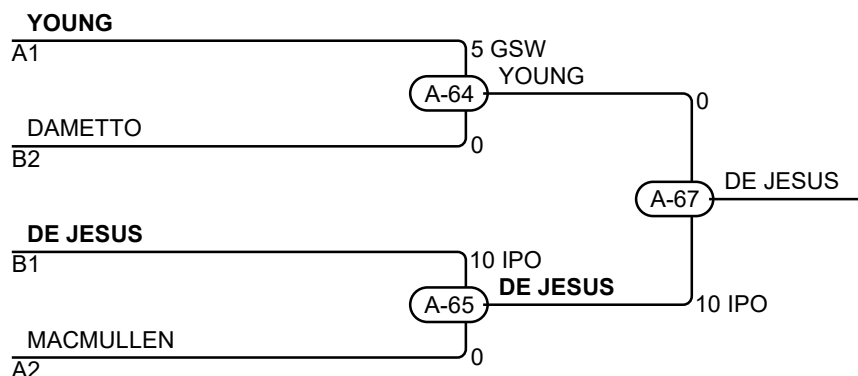 YOUNG
A1
5 GSW
A-64
YOUNG
DAMETTO
B2
0
0
A-67
DE JESUS
DE JESUS
B1
10 IPO
A-65
DE JESUS
10 IPO
MACMULLEN
A2
0